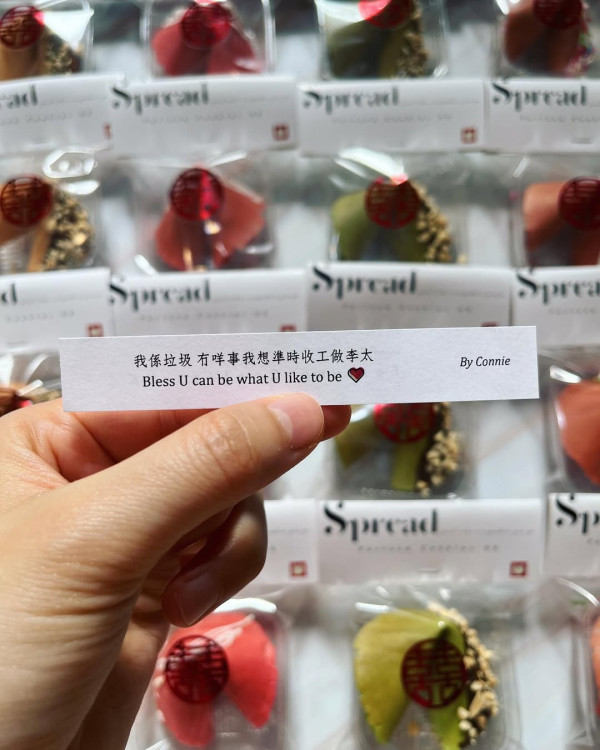 Spread
Spread
Spread
Spread
Spread
Spread
Spread
我係垃圾 冇咩事我想準時收工做李太
Bless U can be what U like to be
By Connie
Spread